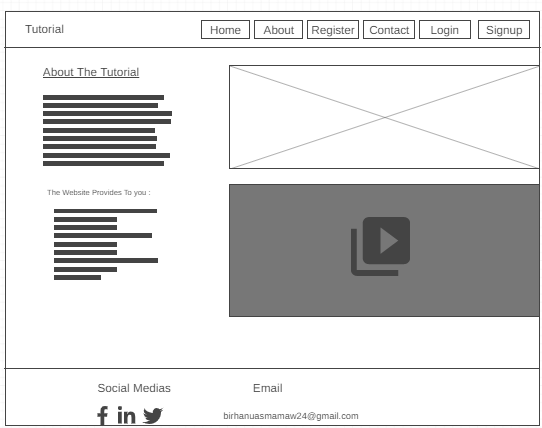 Tutorial Home About Register Contact Login Signup
About The Tutorial
The Website Provides To you :
Social Medias Email
birhanuasmamaw24@gmail.com